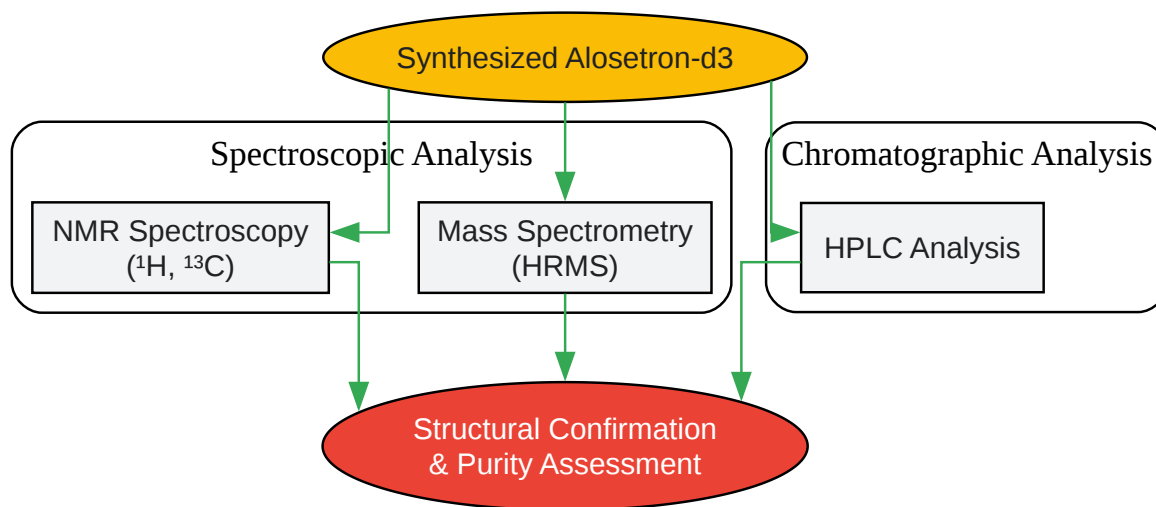 Synthesized Alosetron-d3
Spectroscopic Analysis
Chromatographic Analysis
NMR Spectroscopy
(¹H, ¹³C)
Mass Spectrometry
(HRMS)
HPLC Analysis
Structural Confirmation
& Purity Assessment